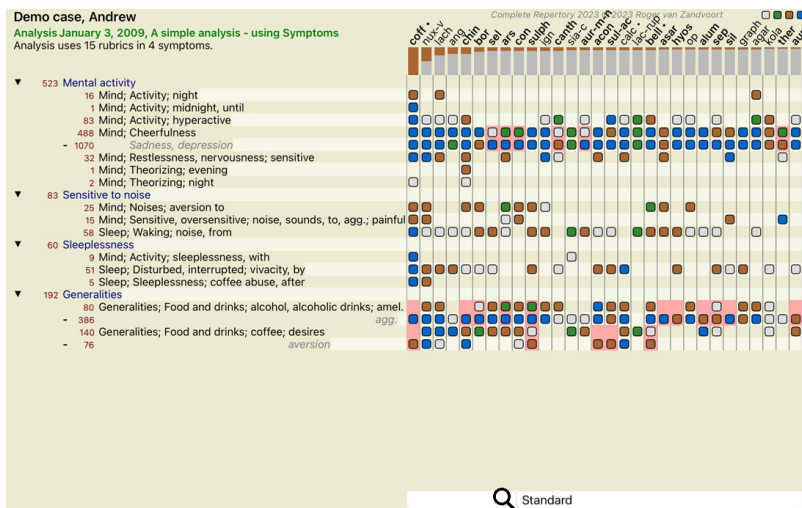 Demo case, Andrew
Complete Repertory 2023 © 2023 Roger van Zandvoort
Analysis January 3, 2009, A simple analysis - using Symptoms
Analysis uses 15 rubrics in 4 symptoms.
coff • nux-v lach ang chin bor sel ars con sulph ign canth sia-c aur-m-n acon sul-ac calc • lac-rup bell • asar hyos op alum sep sil graph agar kola ther
▼ 523 Mental activity
16 Mind; Activity; night
1 Mind; Activity; midnight, until
83 Mind; Activity; hyperactive
488 Mind; Cheerfulness
- 1070 Sadness, depression
32 Mind; Restlessness, nervousness; sensitive
1 Mind; Theorizing; evening
2 Mind; Theorizing; night
▼ 83 Sensitive to noise
25 Mind; Noises; aversion to
15 Mind; Sensitive, oversensitive; noise, sounds, to, agg.; painful
58 Sleep; Waking; noise, from
▼ 60 Sleeplessness
9 Mind; Activity; sleeplessness, with
51 Sleep; Disturbed, interrupted; vivacity, by
5 Sleep; Sleeplessness; coffee abuse, after
▼ 192 Generalities
80 Generalities; Food and drinks; alcohol, alcoholic drinks; amel.
- 386 agg.
140 Generalities; Food and drinks; coffee; desires
- 76 aversion
Standard